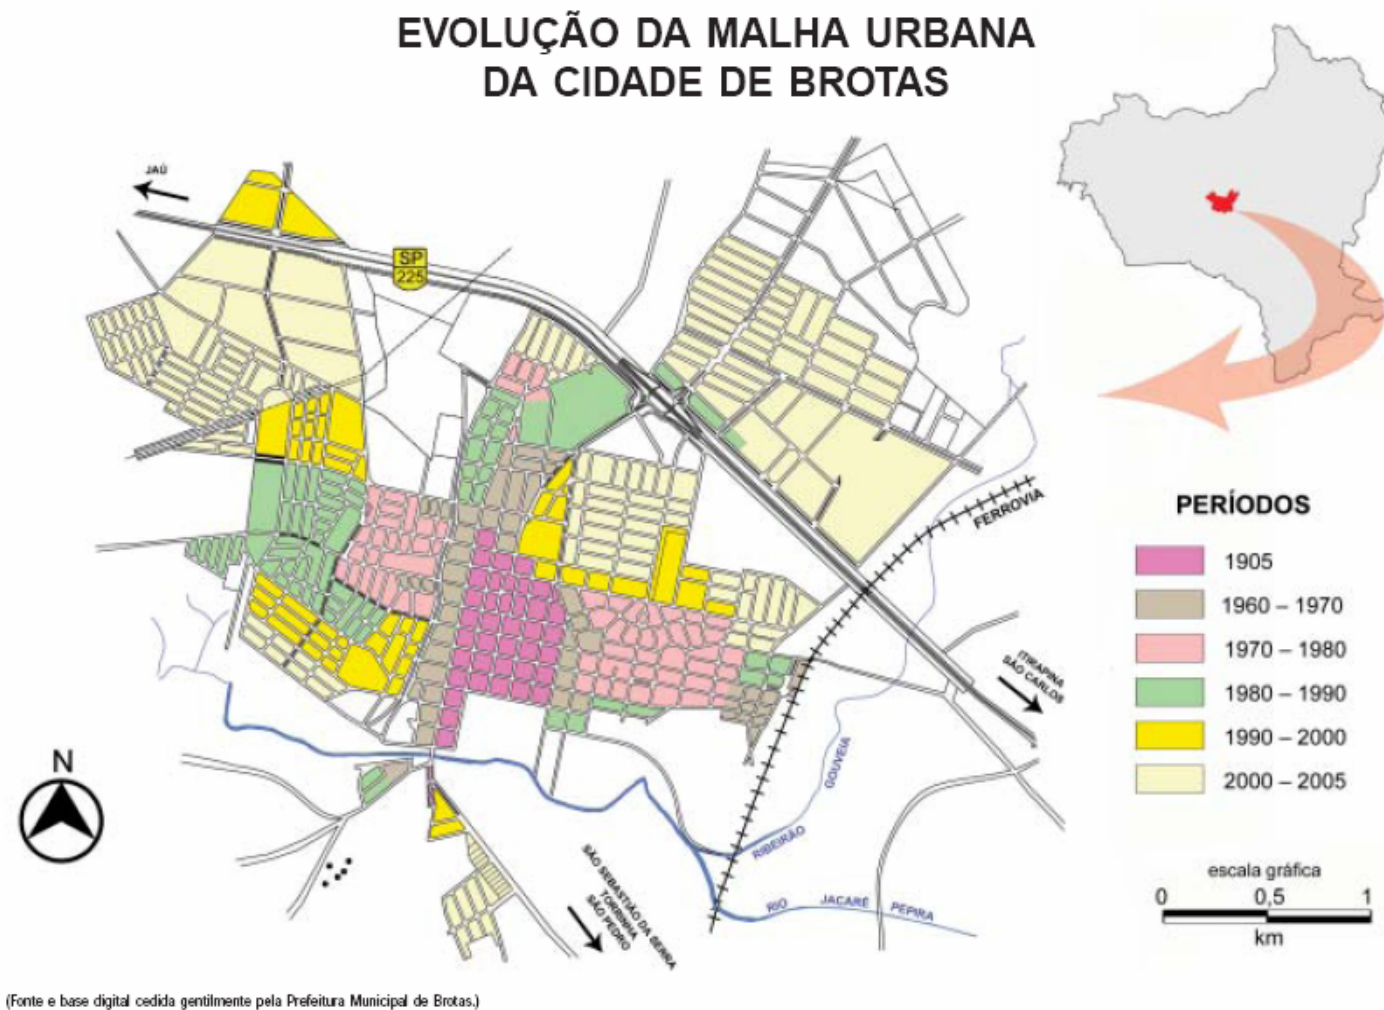 EVOLUÇÃO DA MALHA URBANA
DA CIDADE DE BROTAS
JAÚ
SP
225
FERROVIA
PERÍODOS
1905
1960 – 1970
1970 – 1980
1980 – 1990
1990 – 2000
2000 – 2005
ITIRAPINA
SÃO CARLOS
N
GOUVEIA
RIBEIRÃO
RIO JACARÉ PEPIRA
SÃO SEBASTIÃO DA SERRA
TORRINHA
SÃO PEDRO
escala gráfica
0 0,5 1
km
(Fonte e base digital cedida gentilmente pela Prefeitura Municipal de Brotas.)